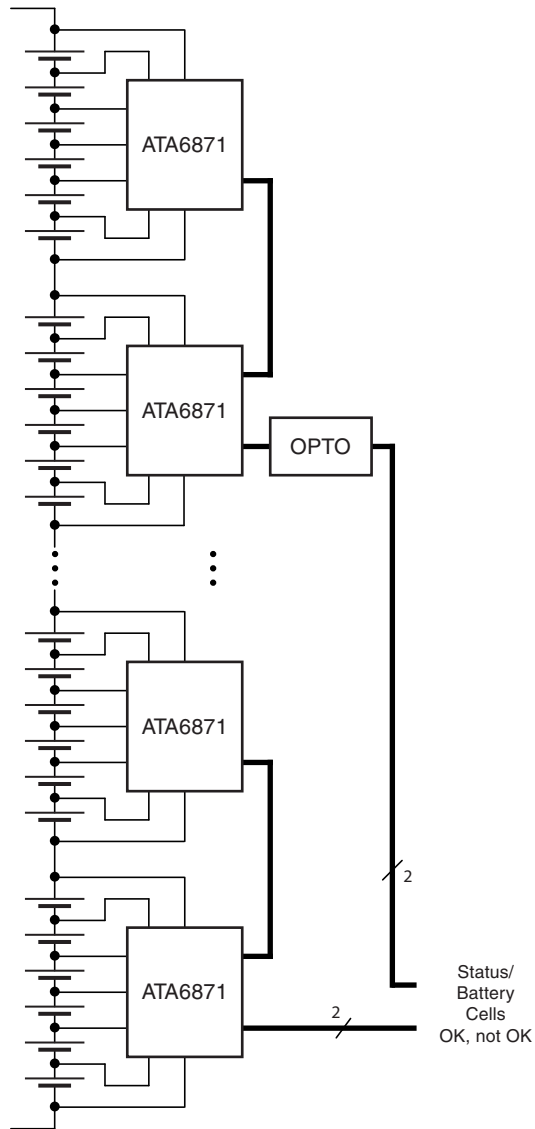 ATA6871
ATA6871
OPTO
ATA6871
2
ATA6871
2
Status/
Battery
Cells
OK, not OK